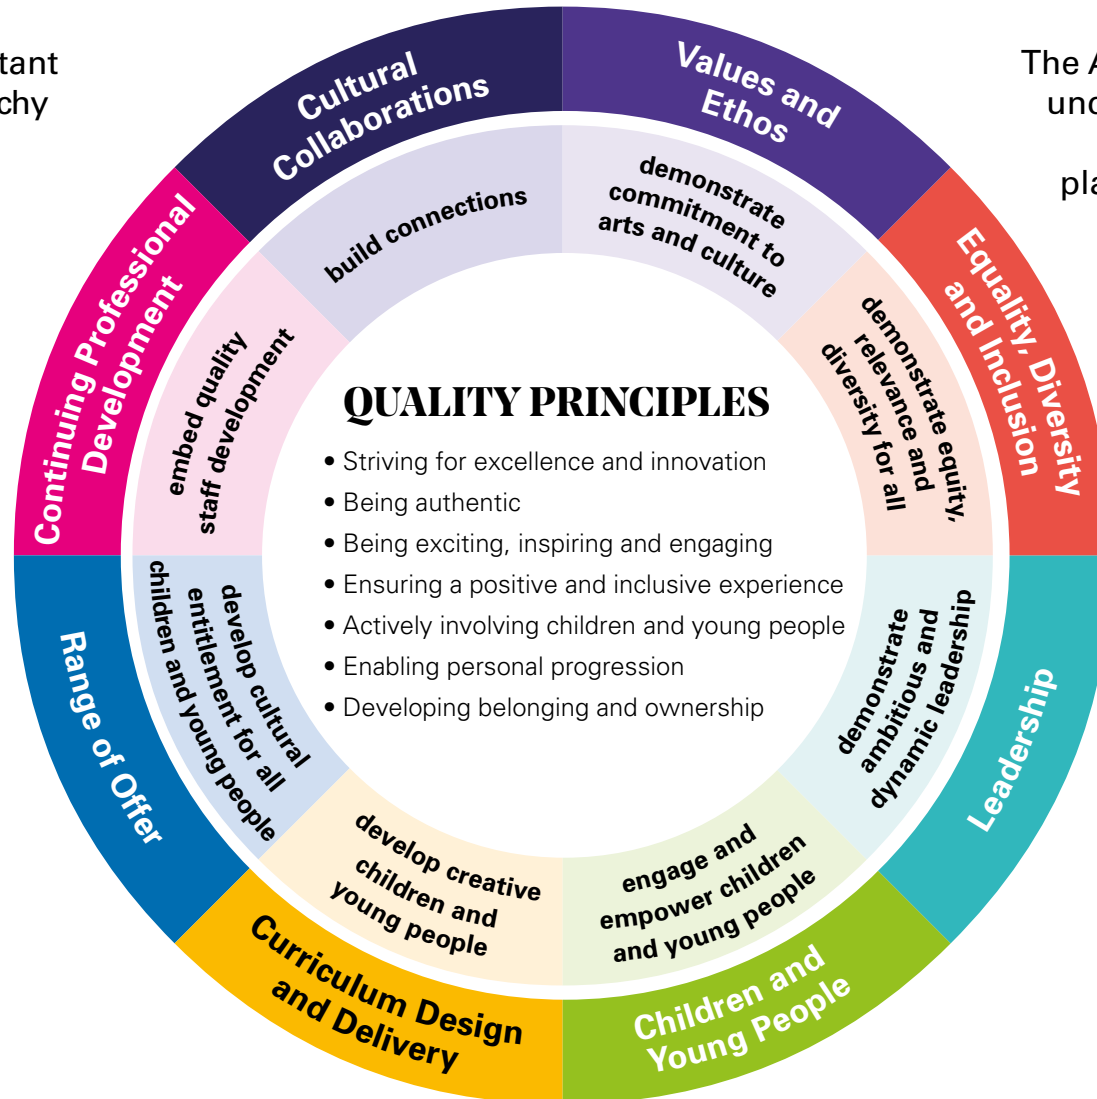 tant
chy
The A
und
pla
Cultural
Collaborations
Values and
Ethos
Equality, Diversity
and Inclusion
Leadership
Children and
Young People
Curriculum Design
and Delivery
Range of Offer
Continuing Professional
Development
build connections
demonstrate
commitment to
arts and culture
demonstrate equity,
relevance and
diversity for all
demonstrate
ambitious and
dynamic leadership
engage and
empower children
and young people
develop creative
children and
young people
develop cultural
entitlement for all
children and young people
embed quality
staff development
QUALITY PRINCIPLES
• Striving for excellence and innovation
• Being authentic
• Being exciting, inspiring and engaging
• Ensuring a positive and inclusive experience
• Actively involving children and young people
• Enabling personal progression
• Developing belonging and ownership